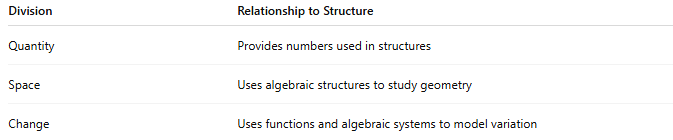 Division Relationship to Structure
Quantity Provides numbers used in structures
Space Uses algebraic structures to study geometry
Change Uses functions and algebraic systems to model variation